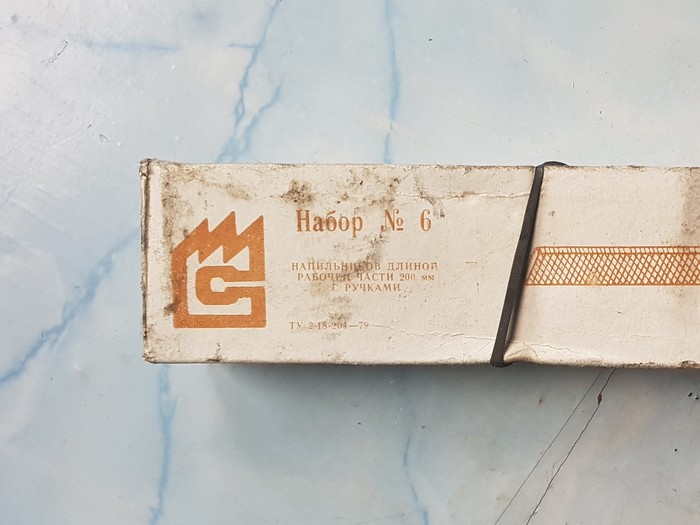 Набор № 6
НАПИЛЬНИКОВ ДЛИНОЙ
РАБОЧЕЙ ЧАСТИ 200 мм
С РУЧКАМИ
ТУ 2-18-204—79